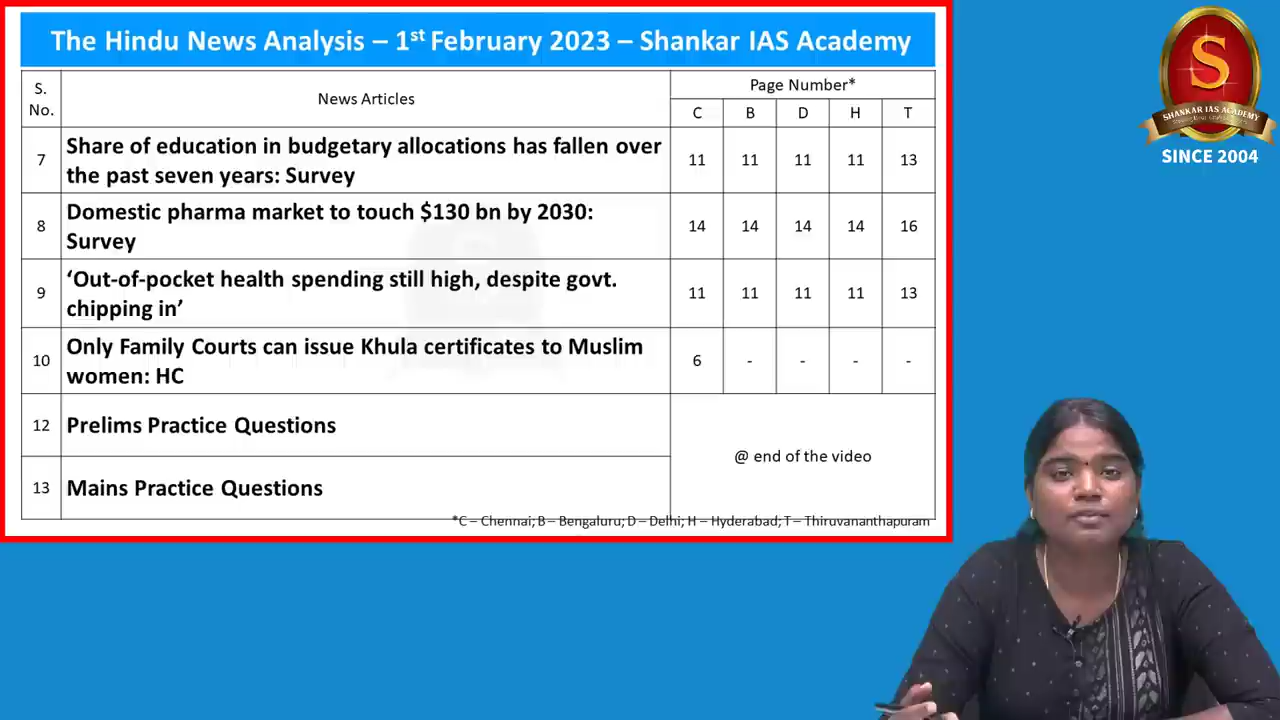 The Hindu News Analysis – 1st February 2023 – Shankar IAS Academy
S. No.
News Articles
Page Number*
C B D H T
7
Share of education in budgetary allocations has fallen over
the past seven years: Survey
11 11 11 11 13
8
Domestic pharma market to touch $130 bn by 2030:
Survey
14 14 14 14 16
9
‘Out-of-pocket health spending still high, despite govt.
chipping in’
11 11 11 11 13
10
Only Family Courts can issue Khula certificates to Muslim
women: HC
6 - - - -
12
Prelims Practice Questions
13
Mains Practice Questions
@ end of the video
*C – Chennai; B – Bengaluru; D – Delhi; H – Hyderabad; T – Thiruvananthapuram
S
SHANKAR IAS ACADEMY
SINCE 2004